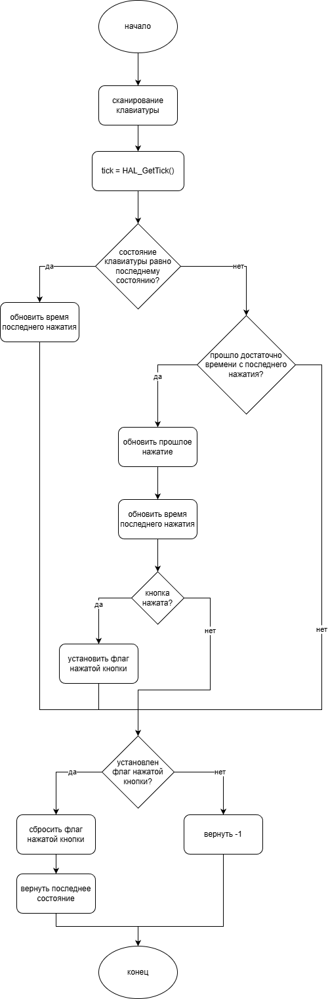 начало
сканирование
клавиатуры
tick = HAL_GetTick()
состояние
клавиатуры равно
последнему
состоянию?
да
нет
обновить время
последнего нажатия
прошло достаточно
времени с последнего
нажатия?
да
нет
обновить прошлое
нажатие
обновить время
последнего нажатия
кнопка
нажата?
да
нет
установить флаг
нажатой кнопки
установлен
флаг нажатой
кнопки?
да
нет
сбросить флаг
нажатой кнопки
вернуть -1
вернуть последнее
состояние
конец